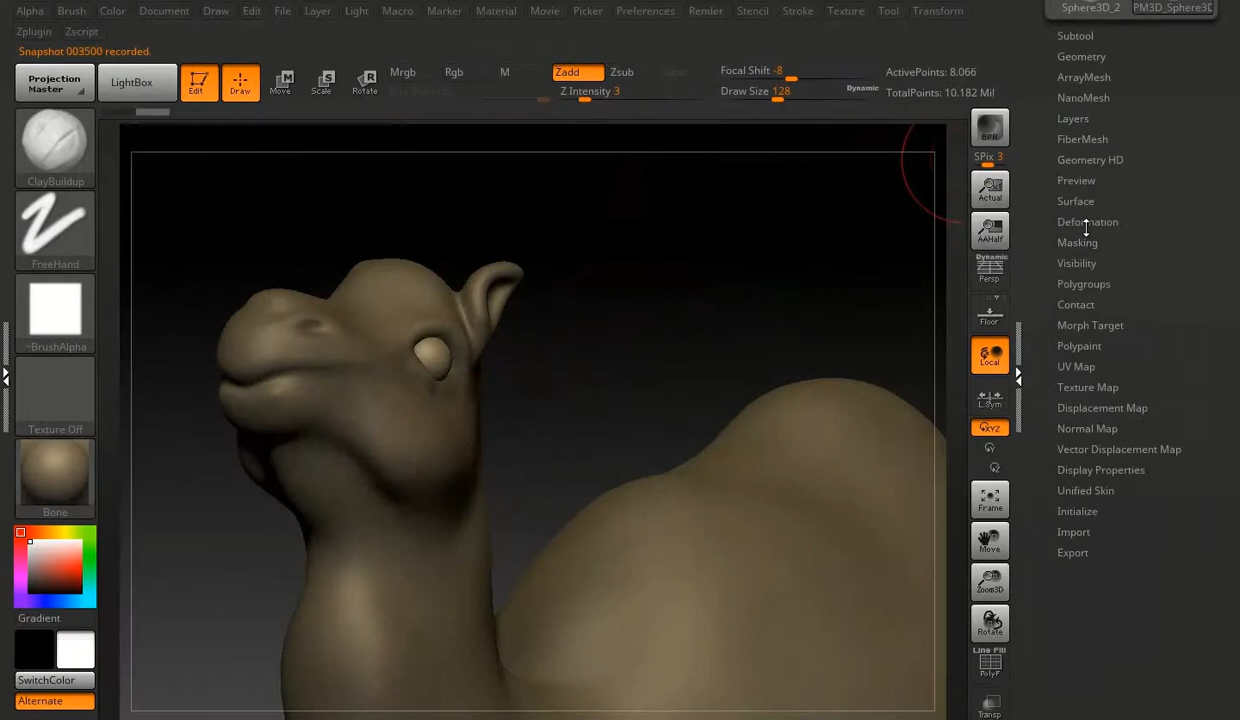 Alpha Brush Color Document Draw Edit File Layer Light Macro Marker Material Movie Picker Preferences Render Stencil Stroke Texture Tool Transform
Zplugin Zscript
Snapshot 003500 recorded.
Projection Master
LightBox
Edit
Draw
Move
Scale
Rotate
Mrgb Rgb M
Zadd Zsub
Z Intensity 3
Focal Shift -8
Draw Size 128
Dynamic
ActivePoints: 8,066
TotalPoints: 10.182 Mil
ClayBuildup
FreeHand
~BrushAlpha
Texture Off
Bone
Gradient
SwitchColor
Alternate
BPR
SPix 3
Actual
AAHalf
Dynamic
Persp
Floor
Local
L.Sym
XYZ
Y
Z
Frame
Move
Zoom3D
Rotate
Line Fill
PolyF
Transp
Sphere3D_2 PM3D_Sphere3D
Subtool
Geometry
ArrayMesh
NanoMesh
Layers
FiberMesh
Geometry HD
Preview
Surface
Deformation
Masking
Visibility
Polygroups
Contact
Morph Target
Polypaint
UV Map
Texture Map
Displacement Map
Normal Map
Vector Displacement Map
Display Properties
Unified Skin
Initialize
Import
Export